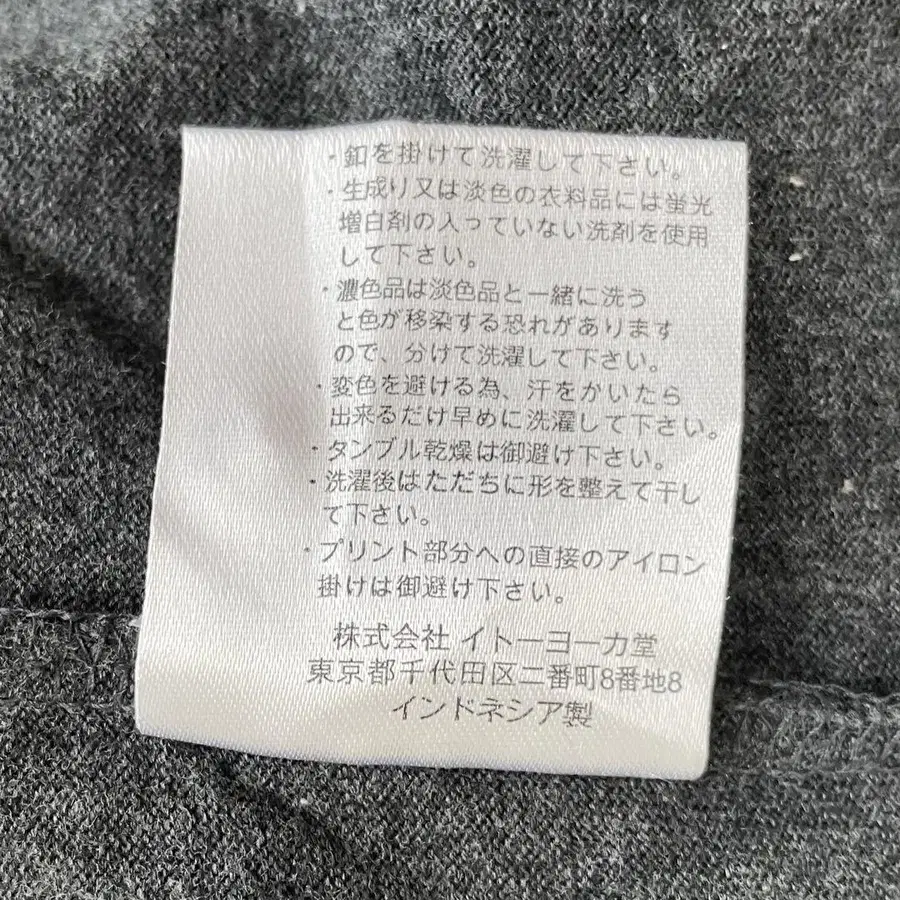 ・釦を掛けて洗濯して下さい。
・生成り又は淡色の衣料品には蛍光
増白剤の入っていない洗剤を使用
して下さい。
・濃色品は淡色品と一緒に洗う
と色が移染する恐れがあります
ので、分けて洗濯して下さい。
・変色を避ける為、汗をかいたら
出来るだけ早めに洗濯して下さい。
・タンブル乾燥は御避け下さい。
・洗濯後はただちに形を整えて干し
て下さい。
・プリント部分への直接のアイロン
掛けは御避け下さい。
株式会社 イトーヨーカ堂
東京都千代田区二番町8番地8
インドネシア製